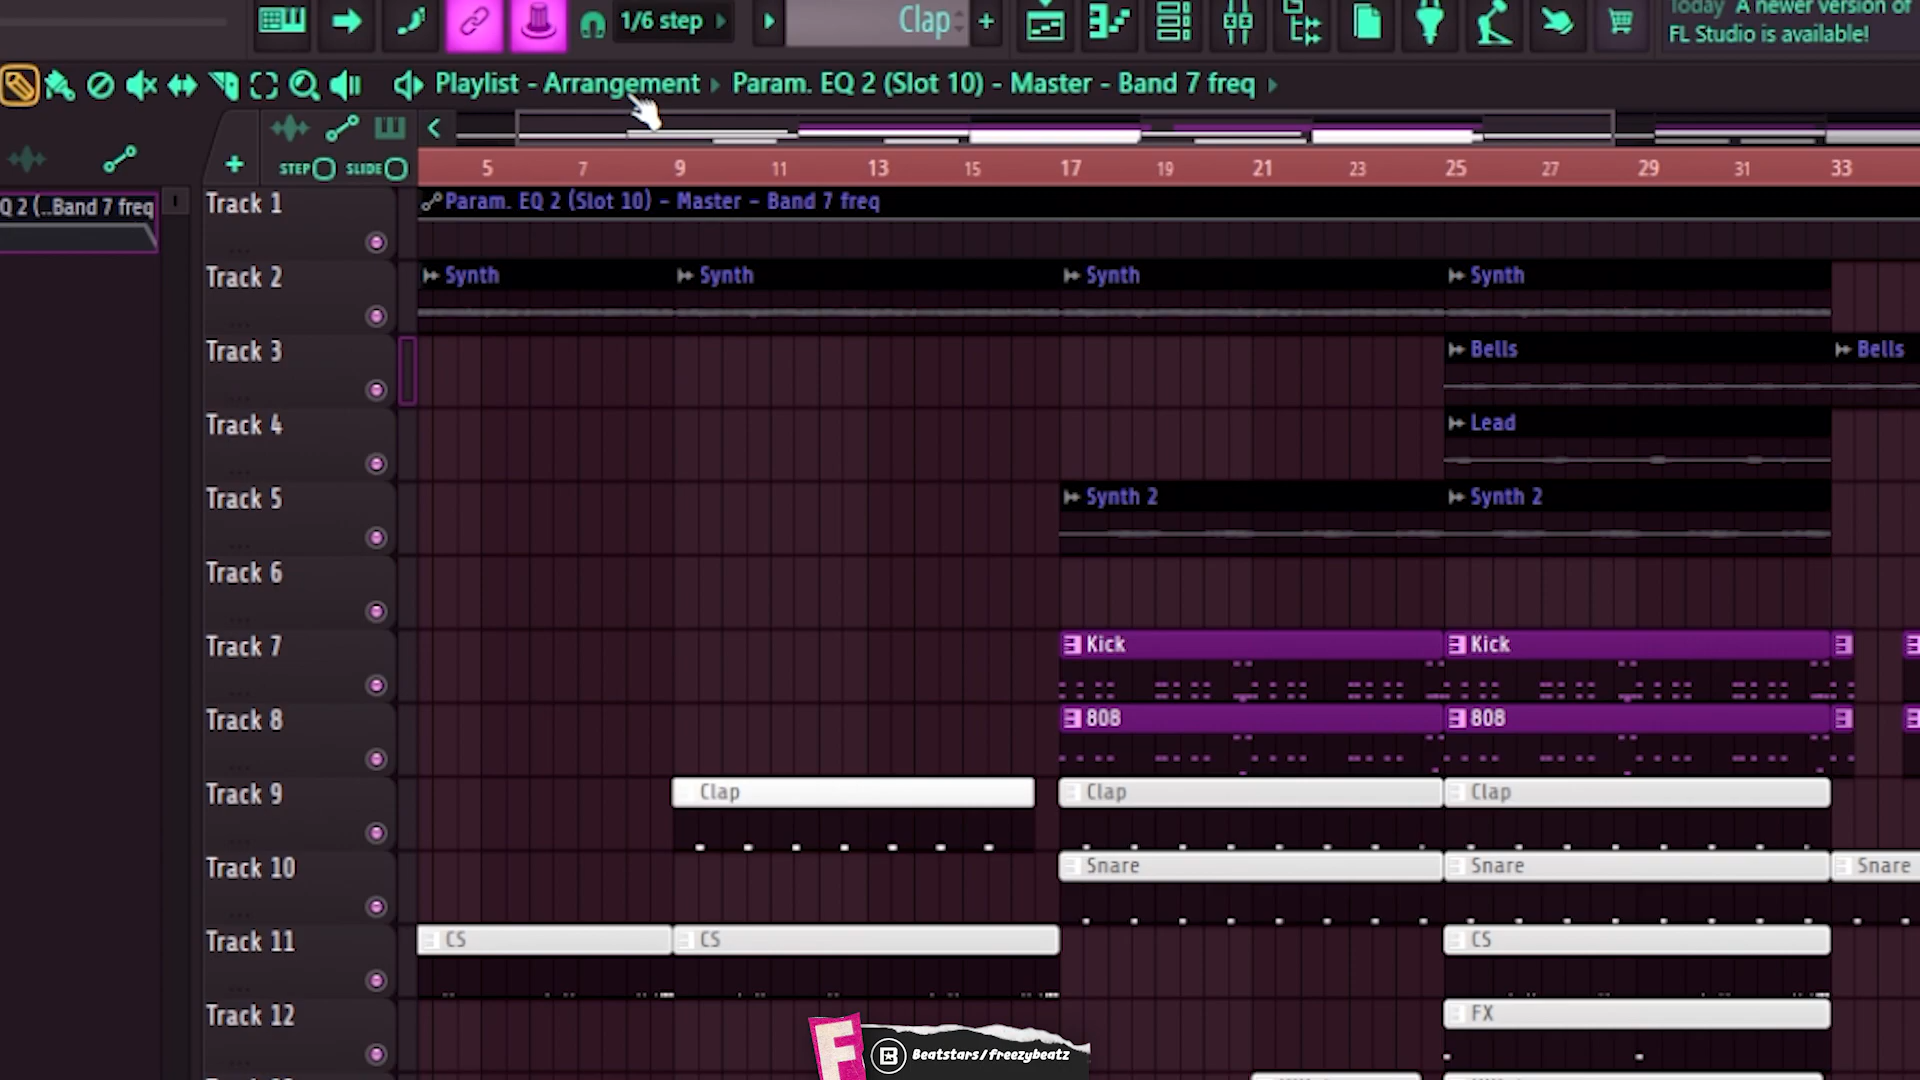 Today A newer version of
FL Studio is available!
1/6 step
Clap
Playlist - Arrangement
Param. EQ 2 (Slot 10) - Master - Band 7 freq
STEP SLIDE
5 7 9 11 13 15 17 19 21 23 25 27 29 31 33
Q 2 (..Band 7 freq
Track 1
Param. EQ 2 (Slot 10) - Master - Band 7 freq
Track 2
Synth Synth Synth Synth
Track 3
Bells Bells
Track 4
Lead
Track 5
Synth 2 Synth 2
Track 6
Track 7
Kick Kick
Track 8
808 808
Track 9
Clap Clap Clap
Track 10
Snare Snare Snare
Track 11
CS CS CS
Track 12
FX
F
Beatstars/freezybeatz